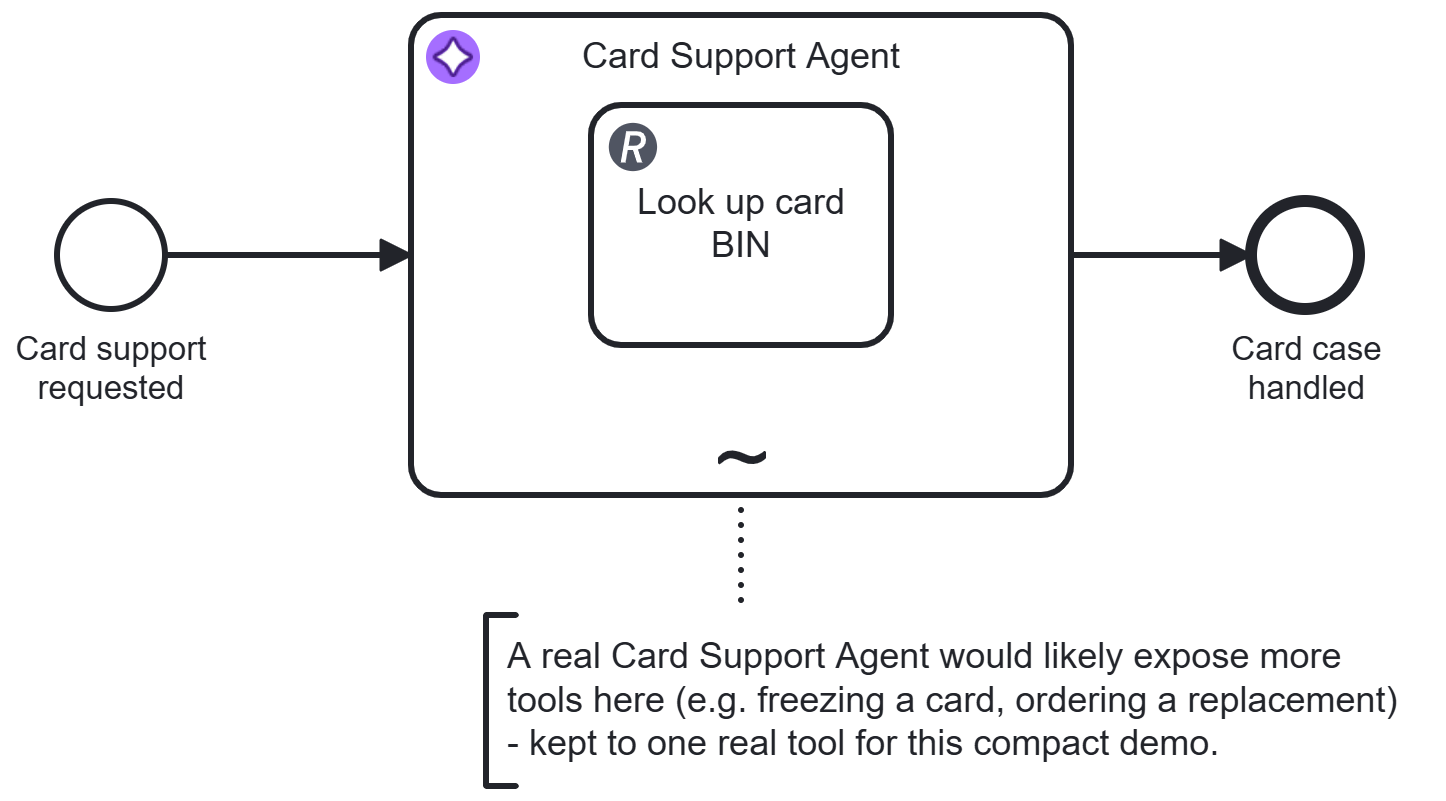 Card Support Agent
R
Look up card
BIN
Card support
requested
Card case
handled
A real Card Support Agent would likely expose more
tools here (e.g. freezing a card, ordering a replacement)
- kept to one real tool for this compact demo.